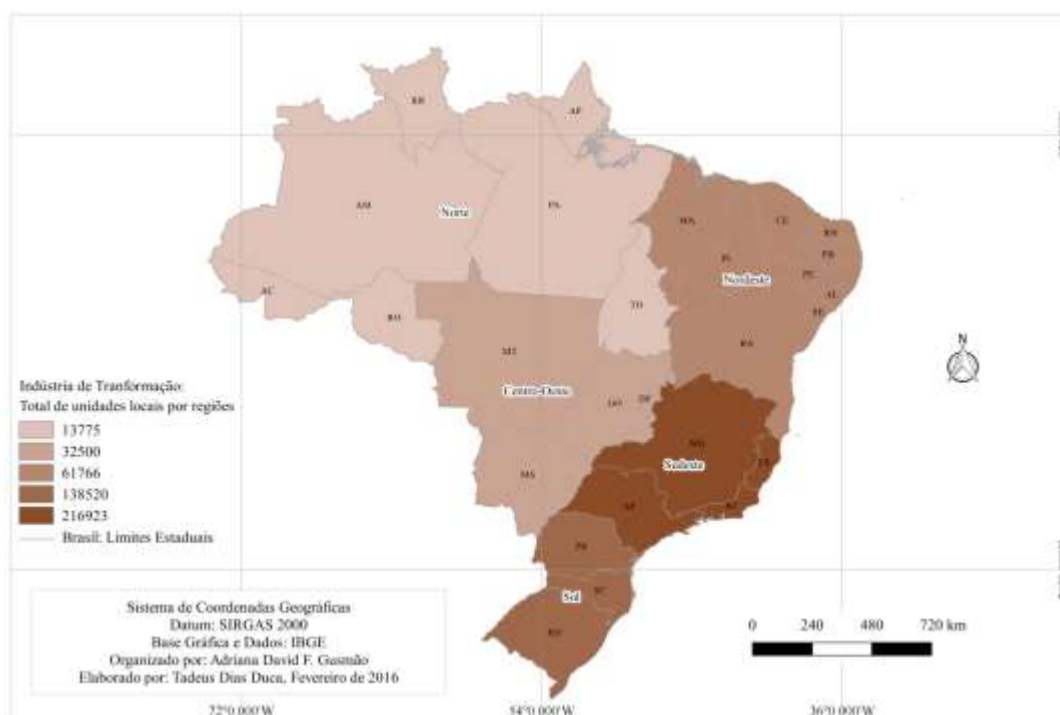 RR
AP
AM
Norte
PA
MA
CE
RN
PI
PB
PE
Nordeste
AL
SE
AC
RO
TO
BA
MT
Centro-Oeste
GO
DF
MS
MG
Sudeste
ES
SP
RJ
PR
SC
Sul
RS
N
Indústria de Tranformação:
Total de unidades locais por regiões
13775
32500
61766
138520
216923
Brasil: Limites Estaduais
Sistema de Coordenadas Geográficas
Datum: SIRGAS 2000
Base Gráfica e Dados: IBGE
Organizado por: Adriana David F. Gusmão
Elaborado por: Tadeus Dias Duca, Fevereiro de 2016
0 240 480 720 km
72°0.000'W 54°0.000'W 36°0.000'W